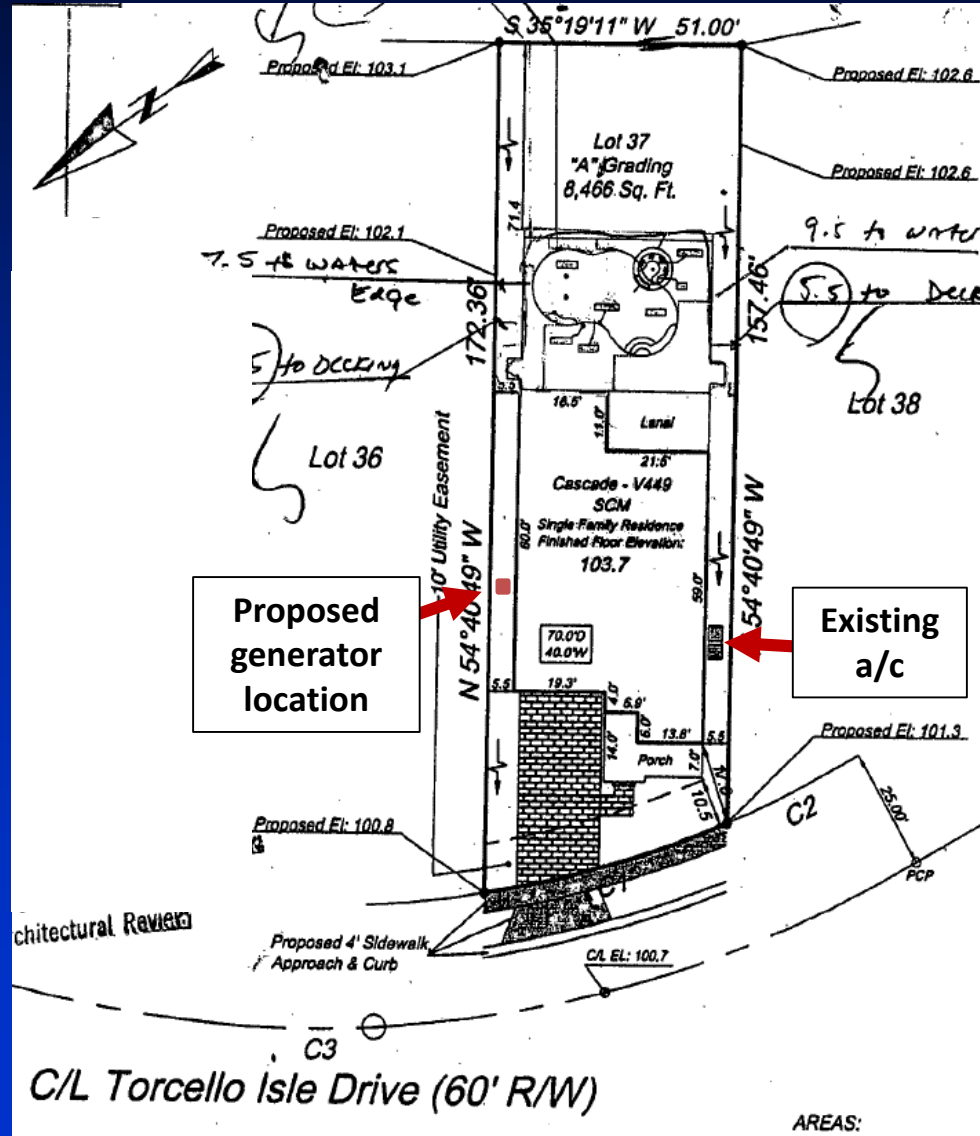 S 35°19'11" W 51.00'
Proposed El: 103.1
Proposed El: 102.6
Z
Lot 37
"A" Grading
8,466 Sq. Ft.
Proposed El: 102.6
71.4
Proposed El: 102.1
9.5 to water
7.5 to WATERS
Edge
5.5 to Deck
172.36'
157.46'
to DECKING
5.5
16.5'
11.0'
Lanai
21.5'
Lot 36
Lot 38
10' Utility Easement
Cascade - V449
SCM
Single Family Residence
Finished Floor Elevation:
103.7
60.0'
59.0'
N 54°40'49" W
54°40'49" W
Proposed
generator
location
Existing
a/c
70.0'D
40.0'W
5.5
19.3'
4.0'
5.9'
6.0'
13.8'
5.5
14.0'
Porch
7.0'
10.5
Proposed El: 101.3
C2
25.00'
PCP
Proposed El: 100.8
chitectural Review
Proposed 4' Sidewalk
Approach & Curb
C/L EL: 100.7
C3
C/L Torcello Isle Drive (60' R/W)
AREAS: